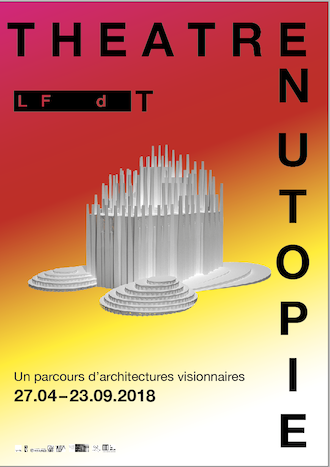 THEATRE
EN UTOPIE
LF d T
Un parcours d'architectures visionnaires
27.04–23.09.2018